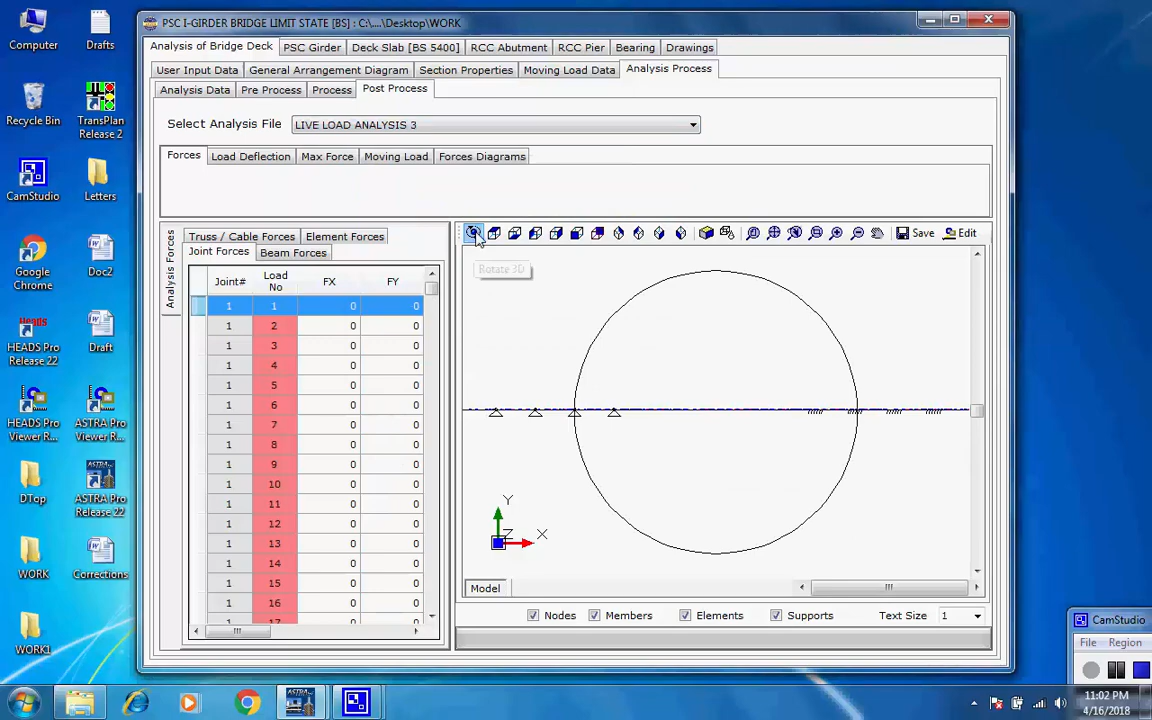 Computer
Drafts
Recycle Bin
TransPlan
Release 2
CamStudio
Letters
Google
Chrome
Doc2
Heads
HEADS Pro
Release 22
Draft
HEADS Pro
Viewer R...
ASTRA Pro
Viewer R...
DTop
ASTRA Pro
Release 22
WORK
Corrections
WORK1
PSC I-GIRDER BRIDGE LIMIT STATE [BS] : C:\....\Desktop\WORK
Analysis of Bridge Deck
PSC Girder
Deck Slab [BS 5400]
RCC Abutment
RCC Pier
Bearing
Drawings
User Input Data
General Arrangement Diagram
Section Properties
Moving Load Data
Analysis Process
Analysis Data
Pre Process
Process
Post Process
Select Analysis File
LIVE LOAD ANALYSIS 3
Forces
Load Deflection
Max Force
Moving Load
Forces Diagrams
Analysis Forces
Truss / Cable Forces
Element Forces
Joint Forces
Beam Forces
Joint# Load No FX FY
1 1 0 0
1 2 0 0
1 3 0 0
1 4 0 0
1 5 0 0
1 6 0 0
1 7 0 0
1 8 0 0
1 9 0 0
1 10 0 0
1 11 0 0
1 12 0 0
1 13 0 0
1 14 0 0
1 15 0 0
1 16 0 0
Save
Edit
Rotate 3D
Y
Z
X
Model
Nodes
Members
Elements
Supports
Text Size
1
CamStudio
File
Region
ASTRA
11:02 PM
4/16/2018